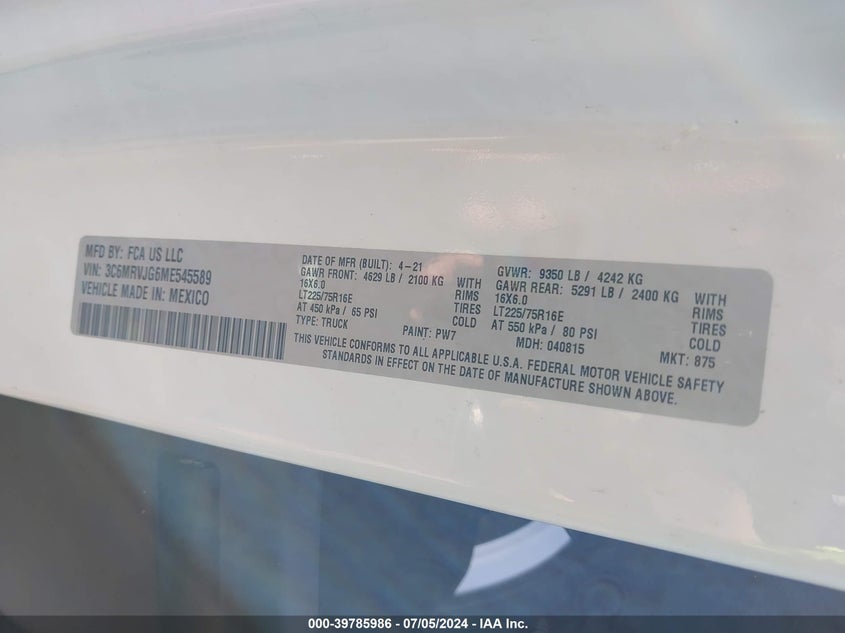 MFD BY: FCA US LLC
VIN: 3C6MRVJG6ME545589
VEHICLE MADE IN: MEXICO
DATE OF MFR (BUILT): 4-21
GAWR FRONT: 4629 LB / 2100 KG WITH
16X6.0 RIMS
LT225/75R16E TIRES
AT 450 kPa / 65 PSI COLD
TYPE: TRUCK PAINT: PW7
GVWR: 9350 LB / 4242 KG
GAWR REAR: 5291 LB / 2400 KG WITH
16X6.0 RIMS
LT225/75R16E TIRES
AT 550 kPa / 80 PSI COLD
MDH: 040815 MKT: 875
THIS VEHICLE CONFORMS TO ALL APPLICABLE U.S.A. FEDERAL MOTOR VEHICLE SAFETY
STANDARDS IN EFFECT ON THE DATE OF MANUFACTURE SHOWN ABOVE.
000-39785986 - 07/05/2024 - IAA Inc.